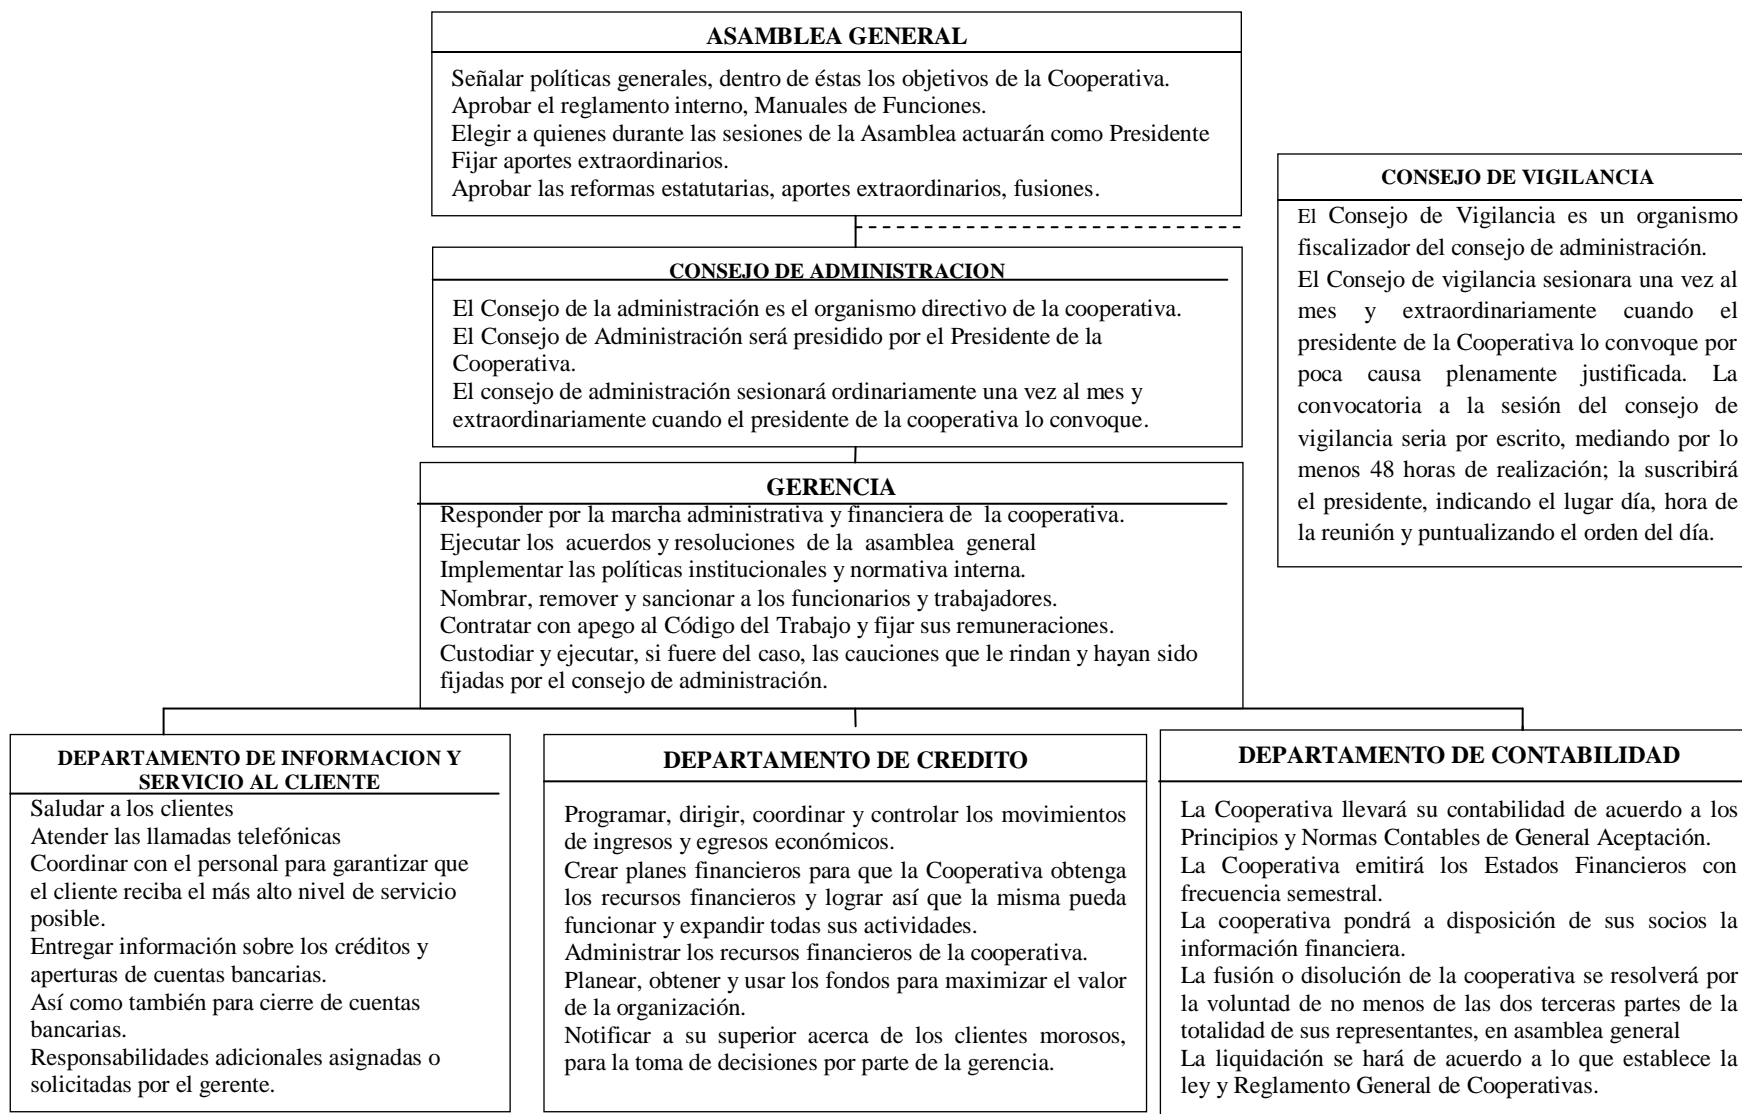 ASAMBLEA GENERAL
Señalar políticas generales, dentro de éstas los objetivos de la Cooperativa.
Aprobar el reglamento interno, Manuales de Funciones.
Elegir a quienes durante las sesiones de la Asamblea actuarán como Presidente
Fijar aportes extraordinarios.
Aprobar las reformas estatutarias, aportes extraordinarios, fusiones.
CONSEJO DE VIGILANCIA
El Consejo de Vigilancia es un organismo
fiscalizador del consejo de administración.
El Consejo de vigilancia sesionara una vez al
mes y extraordinariamente cuando el
presidente de la Cooperativa lo convoque por
poca causa plenamente justificada. La
convocatoria a la sesión del consejo de
vigilancia seria por escrito, mediando por lo
menos 48 horas de realización; la suscribirá
el presidente, indicando el lugar día, hora de
la reunión y puntualizando el orden del día.
CONSEJO DE ADMINISTRACION
El Consejo de la administración es el organismo directivo de la cooperativa.
El Consejo de Administración será presidido por el Presidente de la
Cooperativa.
El consejo de administración sesionará ordinariamente una vez al mes y
extraordinariamente cuando el presidente de la cooperativa lo convoque.
GERENCIA
Responder por la marcha administrativa y financiera de la cooperativa.
Ejecutar los acuerdos y resoluciones de la asamblea general
Implementar las políticas institucionales y normativa interna.
Nombrar, remover y sancionar a los funcionarios y trabajadores.
Contratar con apego al Código del Trabajo y fijar sus remuneraciones.
Custodiar y ejecutar, si fuere del caso, las cauciones que le rindan y hayan sido
fijadas por el consejo de administración.
DEPARTAMENTO DE INFORMACION Y
SERVICIO AL CLIENTE
Saludar a los clientes
Atender las llamadas telefónicas
Coordinar con el personal para garantizar que
el cliente reciba el más alto nivel de servicio
posible.
Entregar información sobre los créditos y
aperturas de cuentas bancarias.
Así como también para cierre de cuentas
bancarias.
Responsabilidades adicionales asignadas o
solicitadas por el gerente.
DEPARTAMENTO DE CREDITO
Programar, dirigir, coordinar y controlar los movimientos
de ingresos y egresos económicos.
Crear planes financieros para que la Cooperativa obtenga
los recursos financieros y lograr así que la misma pueda
funcionar y expandir todas sus actividades.
Administrar los recursos financieros de la cooperativa.
Planear, obtener y usar los fondos para maximizar el valor
de la organización.
Notificar a su superior acerca de los clientes morosos,
para la toma de decisiones por parte de la gerencia.
DEPARTAMENTO DE CONTABILIDAD
La Cooperativa llevará su contabilidad de acuerdo a los
Principios y Normas Contables de General Aceptación.
La Cooperativa emitirá los Estados Financieros con
frecuencia semestral.
La cooperativa pondrá a disposición de sus socios la
información financiera.
La fusión o disolución de la cooperativa se resolverá por
la voluntad de no menos de las dos terceras partes de la
totalidad de sus representantes, en asamblea general
La liquidación se hará de acuerdo a lo que establece la
ley y Reglamento General de Cooperativas.